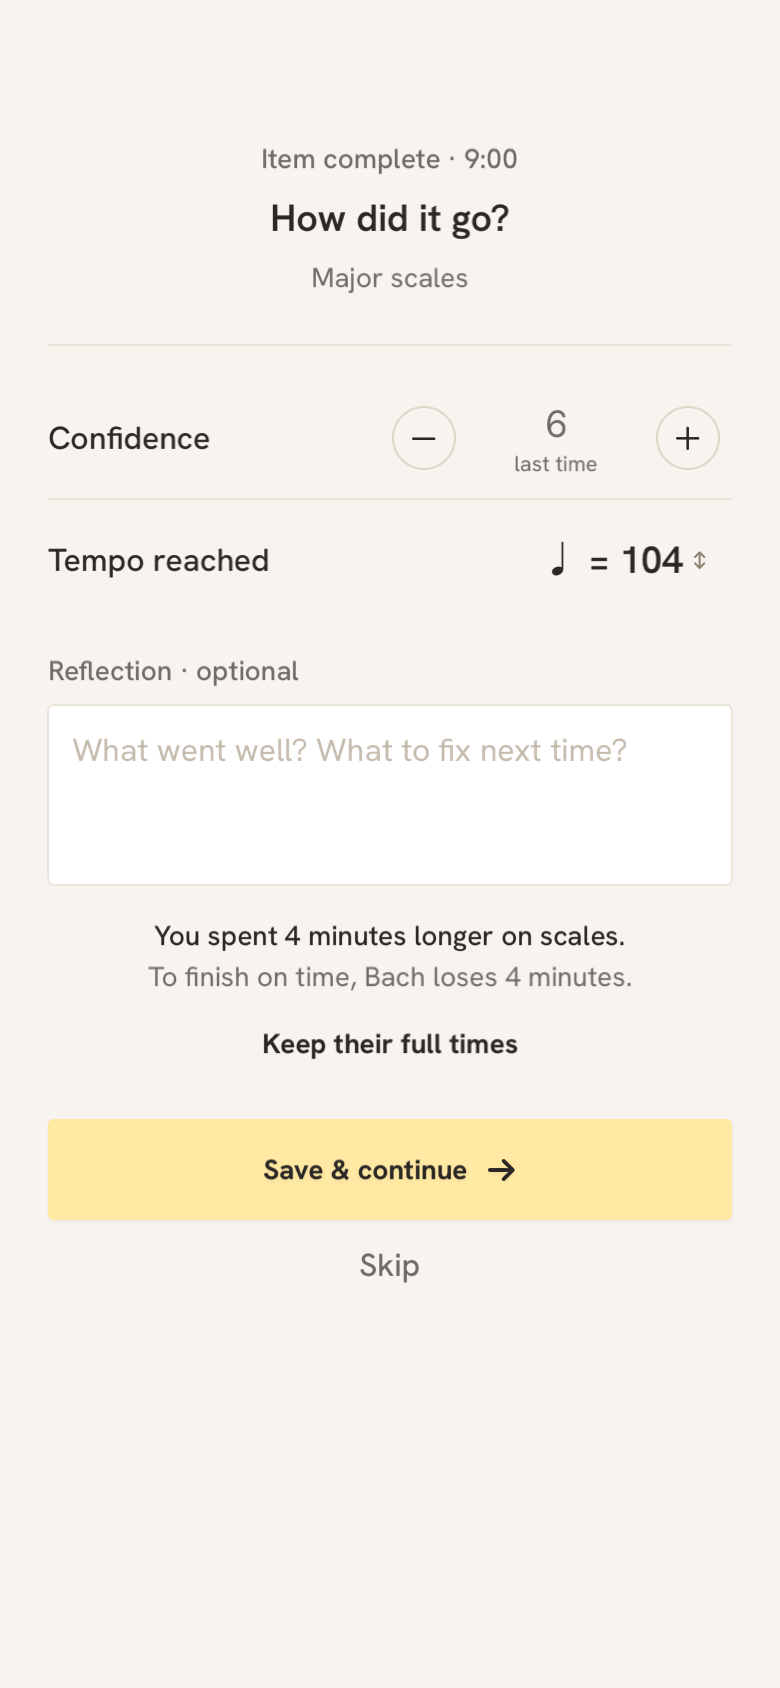 Item complete · 9:00
How did it go?
Major scales
Confidence
−
6
+
last time
Tempo reached
♩ = 104
Reflection · optional
What went well? What to fix next time?
You spent 4 minutes longer on scales.
To finish on time, Bach loses 4 minutes.
Keep their full times
Save & continue →
Skip